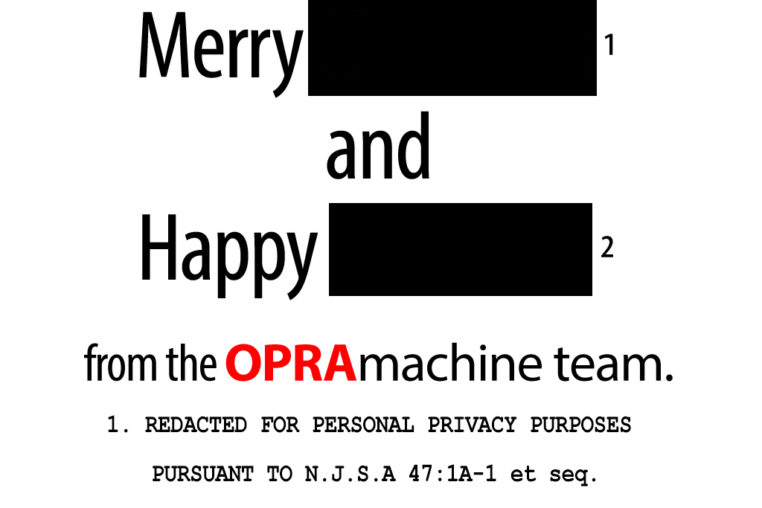 Merry 1
and
Happy 2
from the OPRAmachine team.
1. REDACTED FOR PERSONAL PRIVACY PURPOSES
PURSUANT TO N.J.S.A 47:1A-1 et seq.